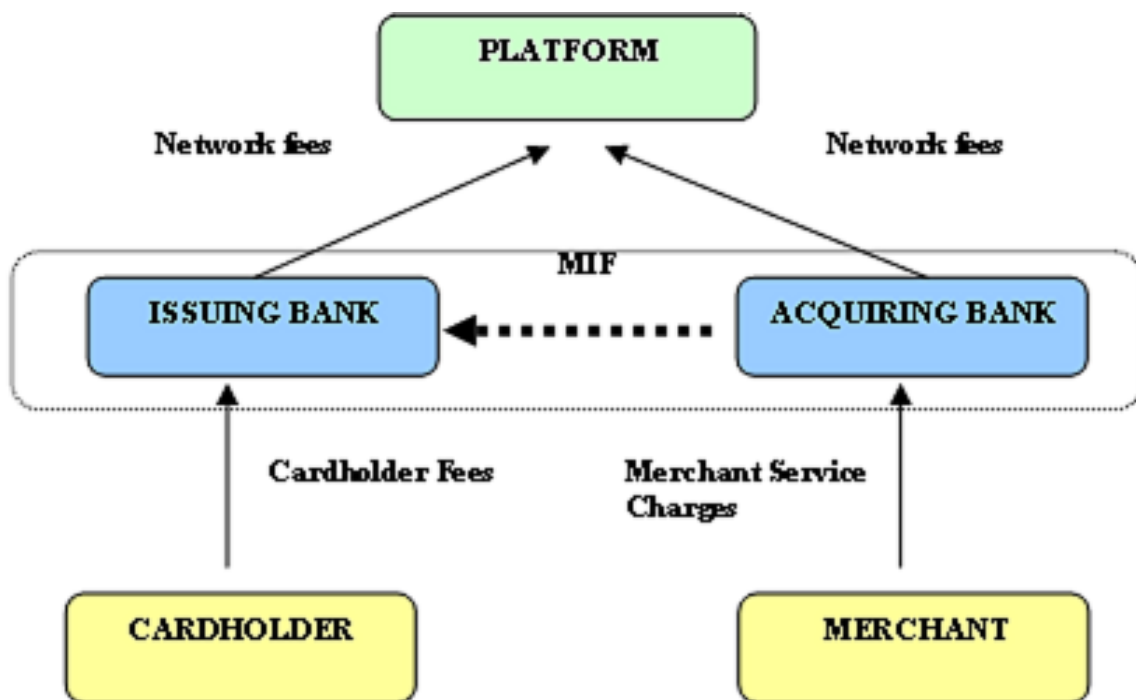 PLATFORM
Network fees
Network fees
MIF
ISSUING BANK
ACQUIRING BANK
Cardholder Fees
Merchant Service
Charges
CARDHOLDER
MERCHANT